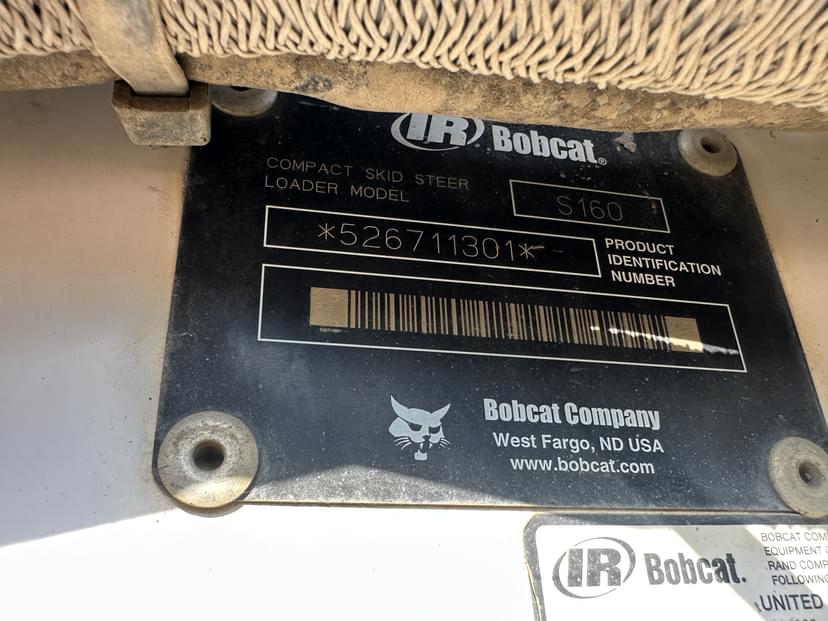 IR Bobcat®
COMPACT SKID STEER
LOADER MODEL
S160
*526711301*
PRODUCT
IDENTIFICATION
NUMBER
Bobcat Company
West Fargo, ND USA
www.bobcat.com
IR Bobcat.
BOBCAT COM
EQUIPMENT
RAND COMP
FOLLOWING
UNITED